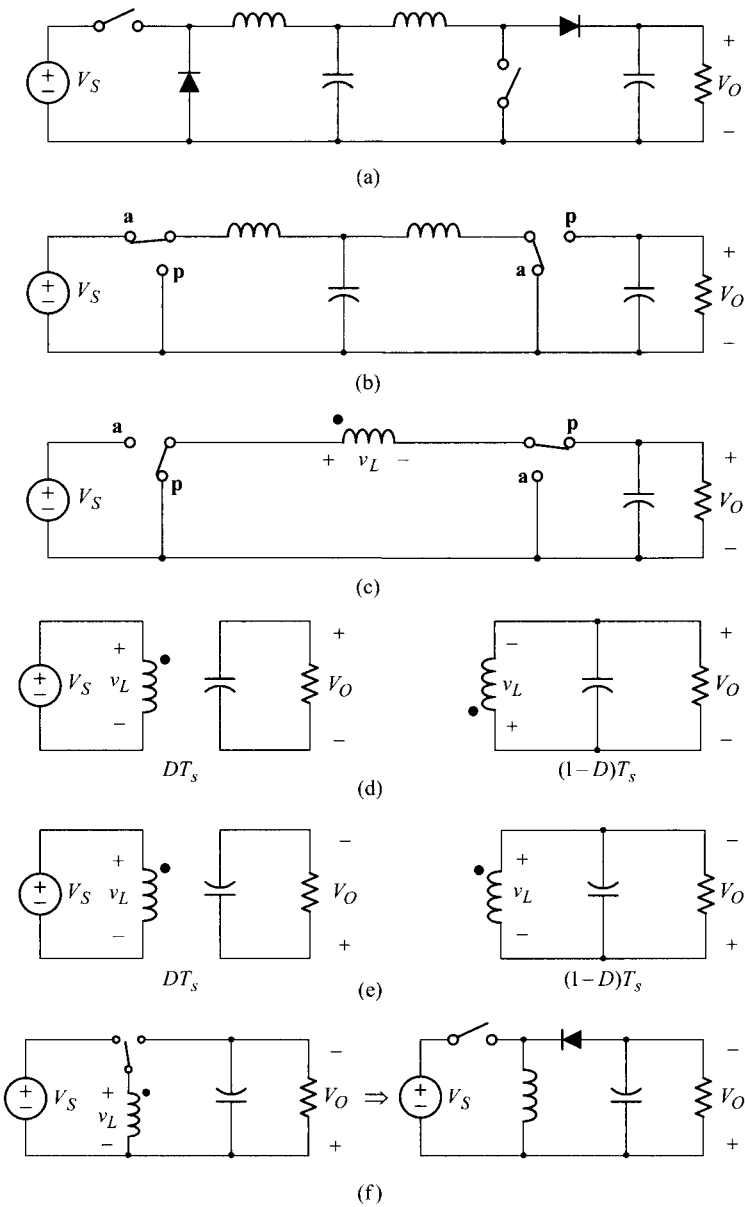 + − V_S + V_O −
(a)
a p a p + − V_S + V_O −
(b)
a p + v_L − a p + − V_S + V_O −
(c)
+ − V_S + v_L − + V_O − − v_L + + V_O −
DT_s (1−D)T_s
(d)
+ − V_S + v_L − − V_O + + v_L − − V_O +
DT_s (1−D)T_s
(e)
+ − V_S + v_L − − V_O + ⇒ + − V_S − V_O +
(f)